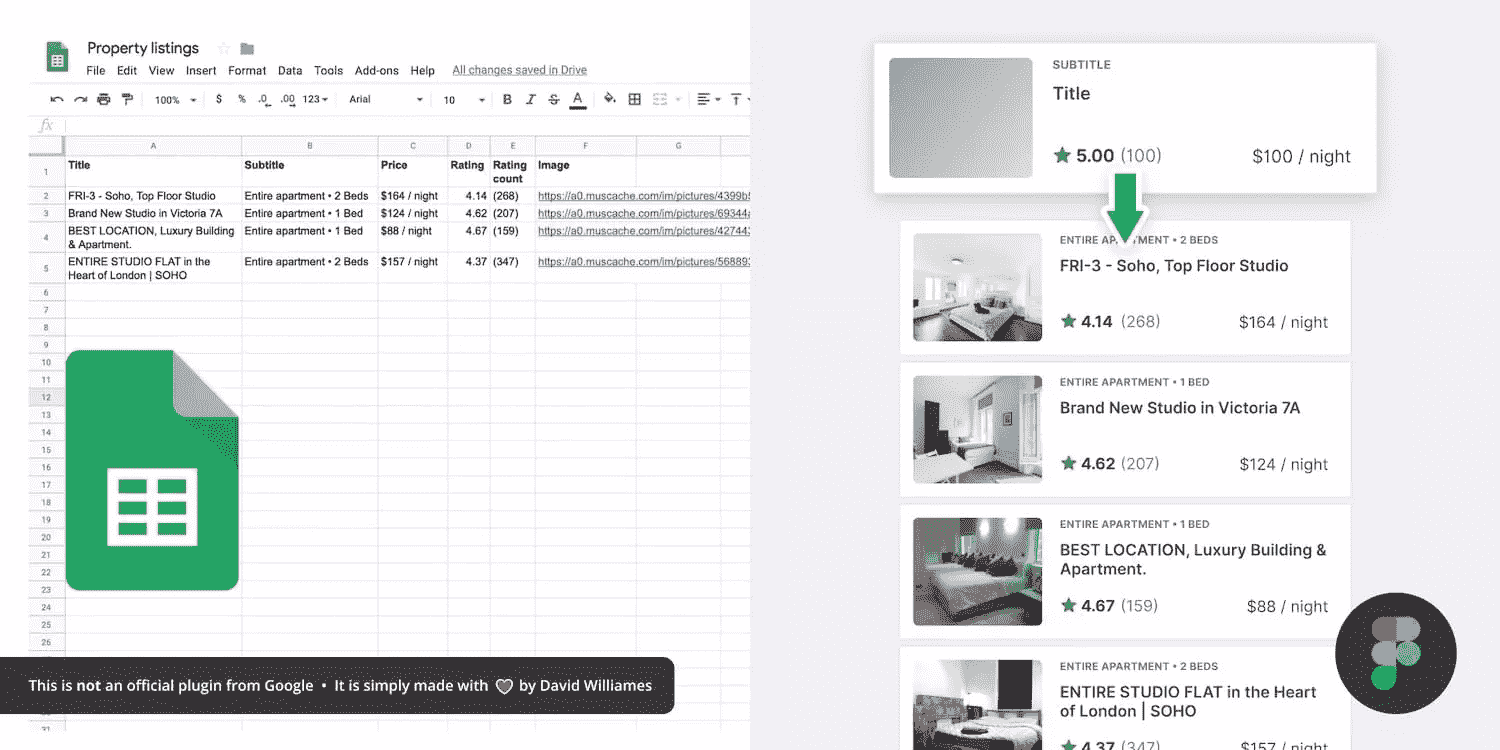 Property listings
File Edit View Insert Format Data Tools Add-ons Help All changes saved in Drive
100% $ % .0 .00 123 Arial 10 B I S A
fx
A B C D E F G
1 Title Subtitle Price Rating Rating count Image
2 FRI-3 - Soho, Top Floor Studio Entire apartment • 2 Beds $164 / night 4.14 (268) https://a0.muscache.com/im/pictures/4399b
3 Brand New Studio in Victoria 7A Entire apartment • 1 Bed $124 / night 4.62 (207) https://a0.muscache.com/im/pictures/69344
4 BEST LOCATION, Luxury Building & Apartment. Entire apartment • 1 Bed $88 / night 4.67 (159) https://a0.muscache.com/im/pictures/42744
5 ENTIRE STUDIO FLAT in the Heart of London | SOHO Entire apartment • 2 Beds $157 / night 4.37 (347) https://a0.muscache.com/im/pictures/56889
6
7
8
9
10
11
12
13
14
15
16
17
18
19
20
21
22
23
24
25
26
31
This is not an official plugin from Google • It is simply made with by David Williames
SUBTITLE
Title
5.00 (100) $100 / night
ENTIRE APARTMENT • 2 BEDS
FRI-3 - Soho, Top Floor Studio
4.14 (268) $164 / night
ENTIRE APARTMENT • 1 BED
Brand New Studio in Victoria 7A
4.62 (207) $124 / night
ENTIRE APARTMENT • 1 BED
BEST LOCATION, Luxury Building &
Apartment.
4.67 (159) $88 / night
ENTIRE APARTMENT • 2 BEDS
ENTIRE STUDIO FLAT in the Heart
of London | SOHO
4.37 (347) $157 / night